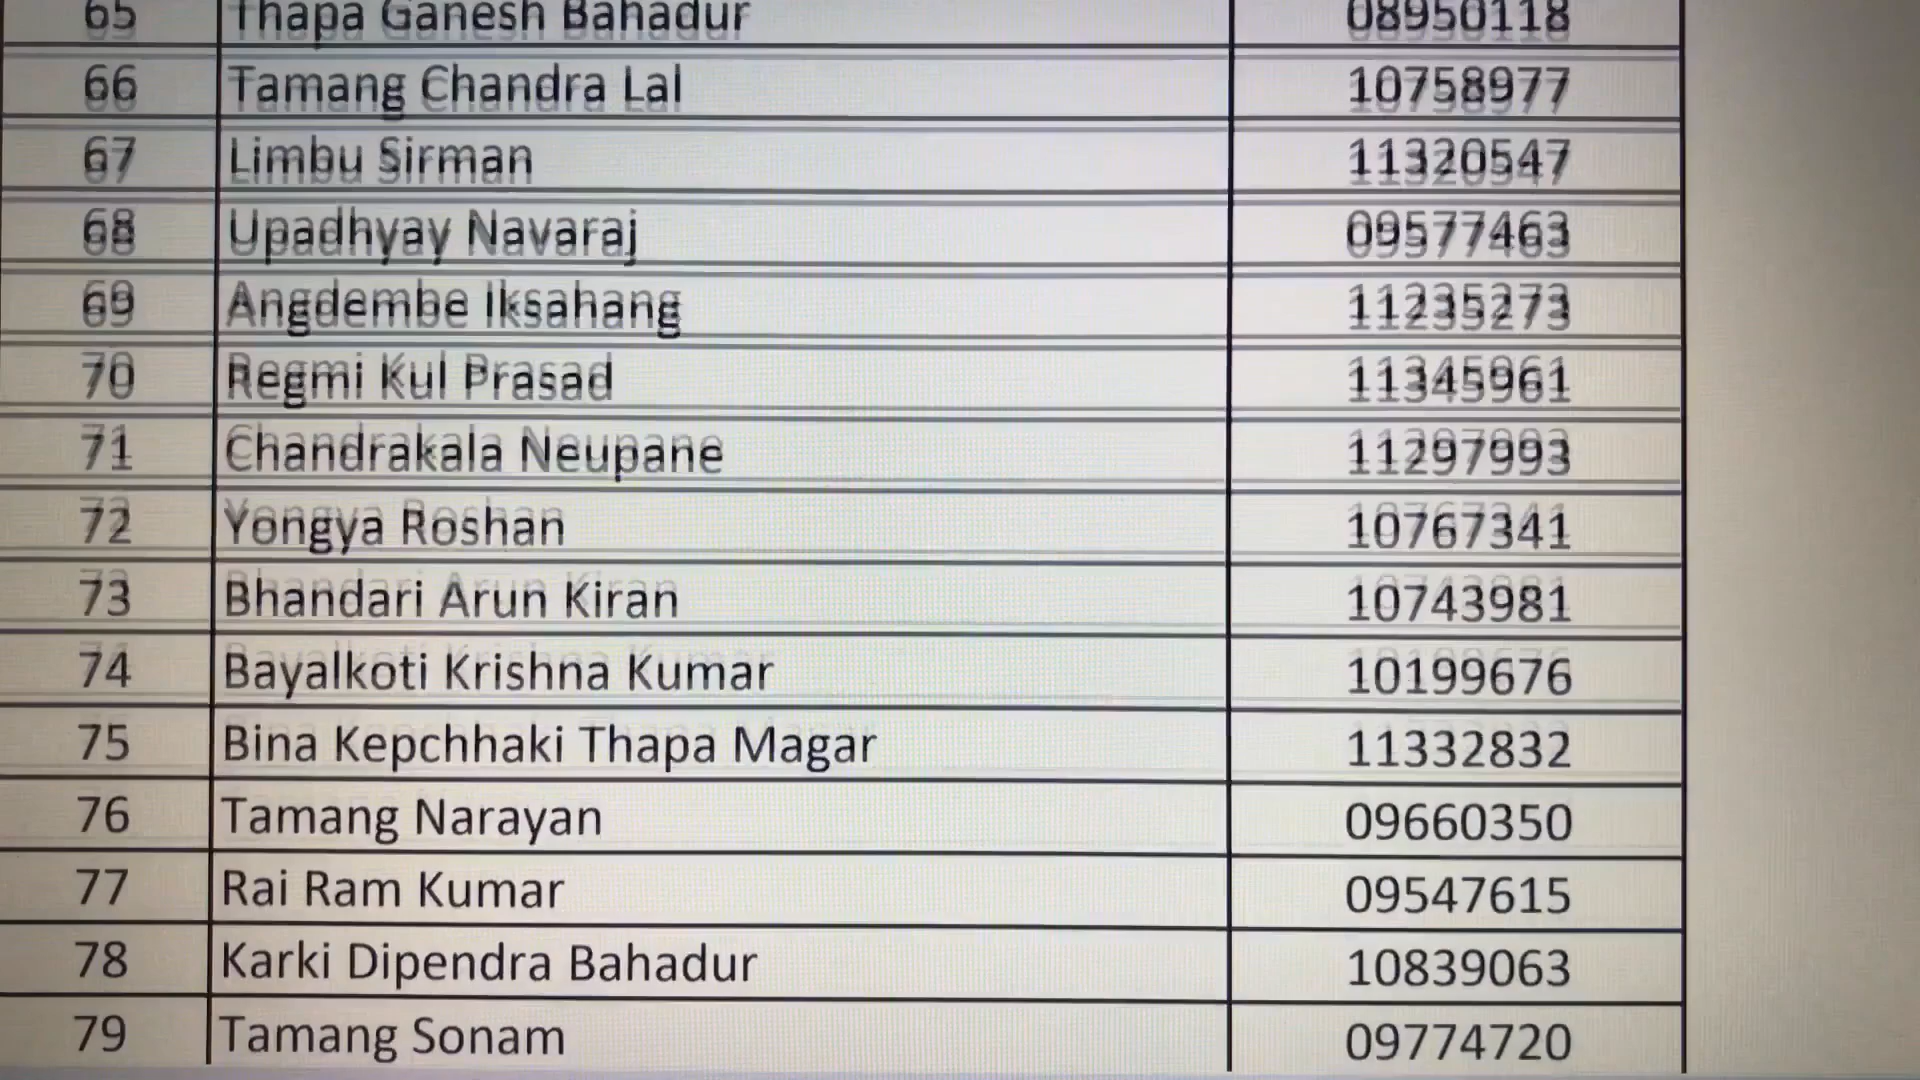 65 Thapa Ganesh Bahadur 08950118
66 Tamang Chandra Lal 10758977
67 Limbu Sirman 11320547
68 Upadhyay Navaraj 09577463
69 Angdembe Iksahang 11235273
70 Regmi Kul Prasad 11345961
71 Chandrakala Neupane 11297993
72 Yongya Roshan 10767341
73 Bhandari Arun Kiran 10743981
74 Bayalkoti Krishna Kumar 10199676
75 Bina Kepchhaki Thapa Magar 11332832
76 Tamang Narayan 09660350
77 Rai Ram Kumar 09547615
78 Karki Dipendra Bahadur 10839063
79 Tamang Sonam 09774720